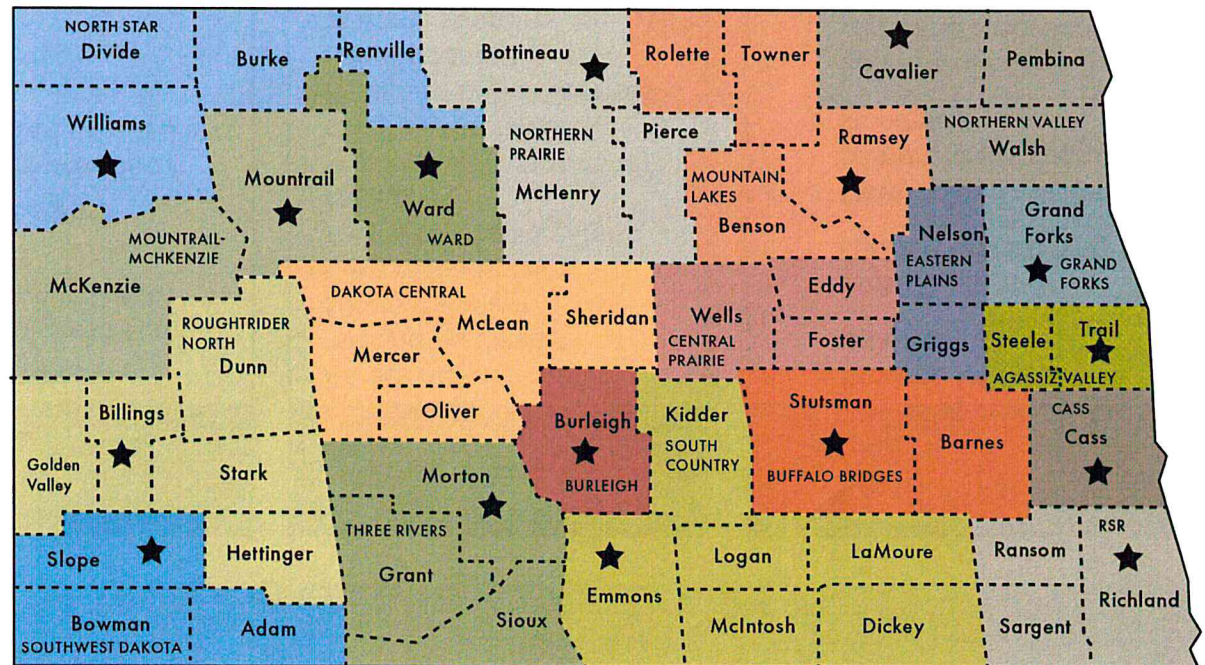 NORTH STAR
Divide
Burke
Renville
Bottineau
Rolette
Towner
Cavalier
Pembina
Williams
Mountrail
Ward
WARD
NORTHERN
PRAIRIE
McHenry
Pierce
MOUNTAIN
LAKES
Benson
Ramsey
NORTHERN VALLEY
Walsh
MOUNTRAIL-
MCHKENZIE
McKenzie
Nelson
EASTERN
PLAINS
Grand
Forks
GRAND
FORKS
ROUGHTRIDER
NORTH
Dunn
DAKOTA CENTRAL
McLean
Mercer
Oliver
Sheridan
Wells
CENTRAL
PRAIRIE
Eddy
Foster
Griggs
Steele
Trail
AGASSIZ VALLEY
Billings
Golden
Valley
Stark
Morton
Burleigh
BURLEIGH
Kidder
SOUTH
COUNTRY
Stutsman
BUFFALO BRIDGES
Barnes
CASS
Cass
Slope
Hettinger
THREE RIVERS
Grant
Sioux
Emmons
Logan
LaMoure
Ransom
RSR
Richland
Bowman
SOUTHWEST DAKOTA
Adam
McIntosh
Dickey
Sargent